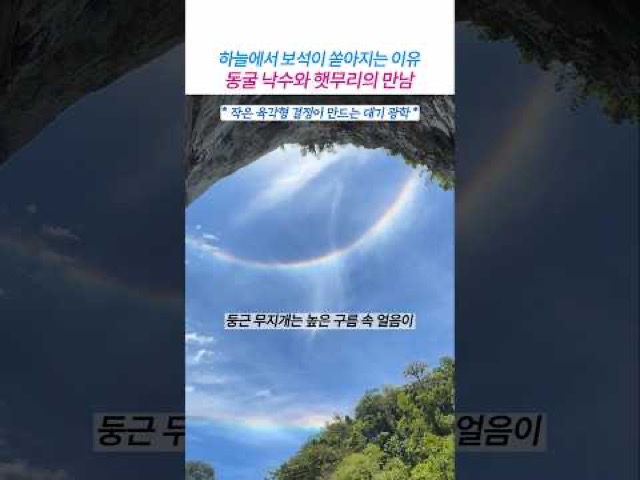 하늘에서 보석이 쏟아지는 이유
동굴 낙수와 햇무리의 만남
* 작은 육각형 결정이 만드는 대기 광학 *
둥근 무지개는 높은 구름 속 얼음이
둥근 무
얼음이